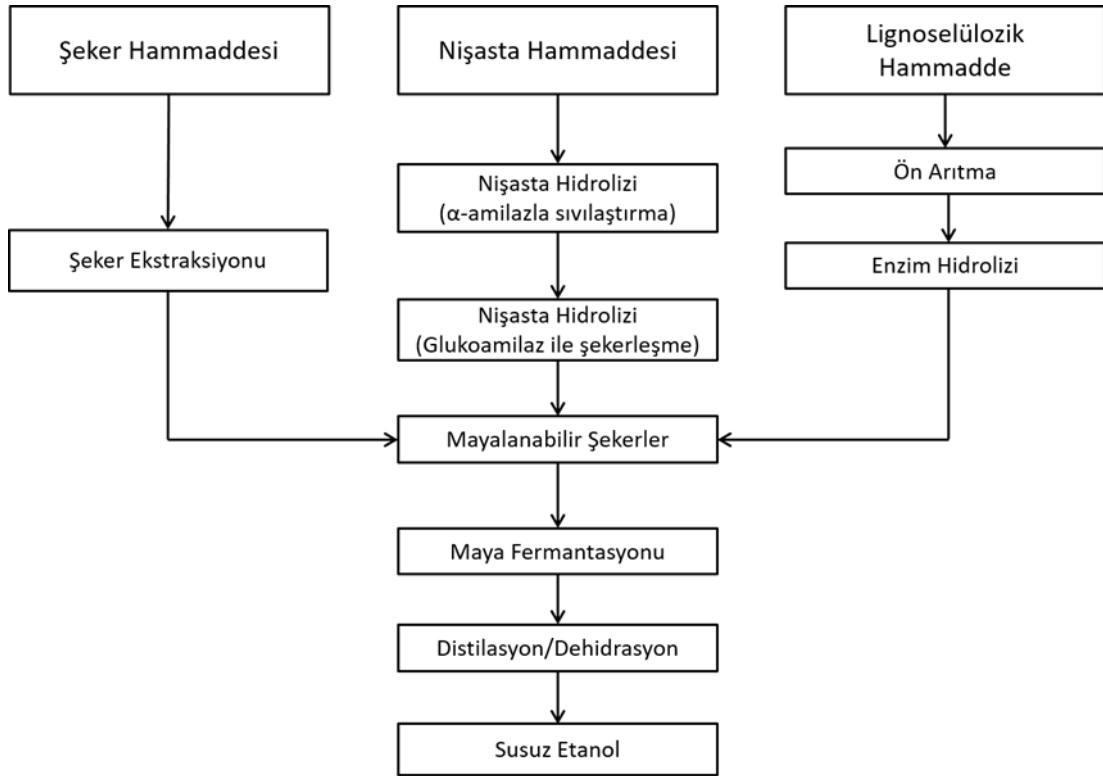 Şeker Hammaddesi
Nişasta Hammaddesi
Lignoselülozik
Hammadde
Nişasta Hidrolizi
(α-amilazla sıvılaştırma)
Ön Arıtma
Şeker Ekstraksiyonu
Enzim Hidrolizi
Nişasta Hidrolizi
(Glukoamilaz ile şekerleşme)
Mayalanabilir Şekerler
Maya Fermantasyonu
Distilasyon/Dehidrasyon
Susuz Etanol